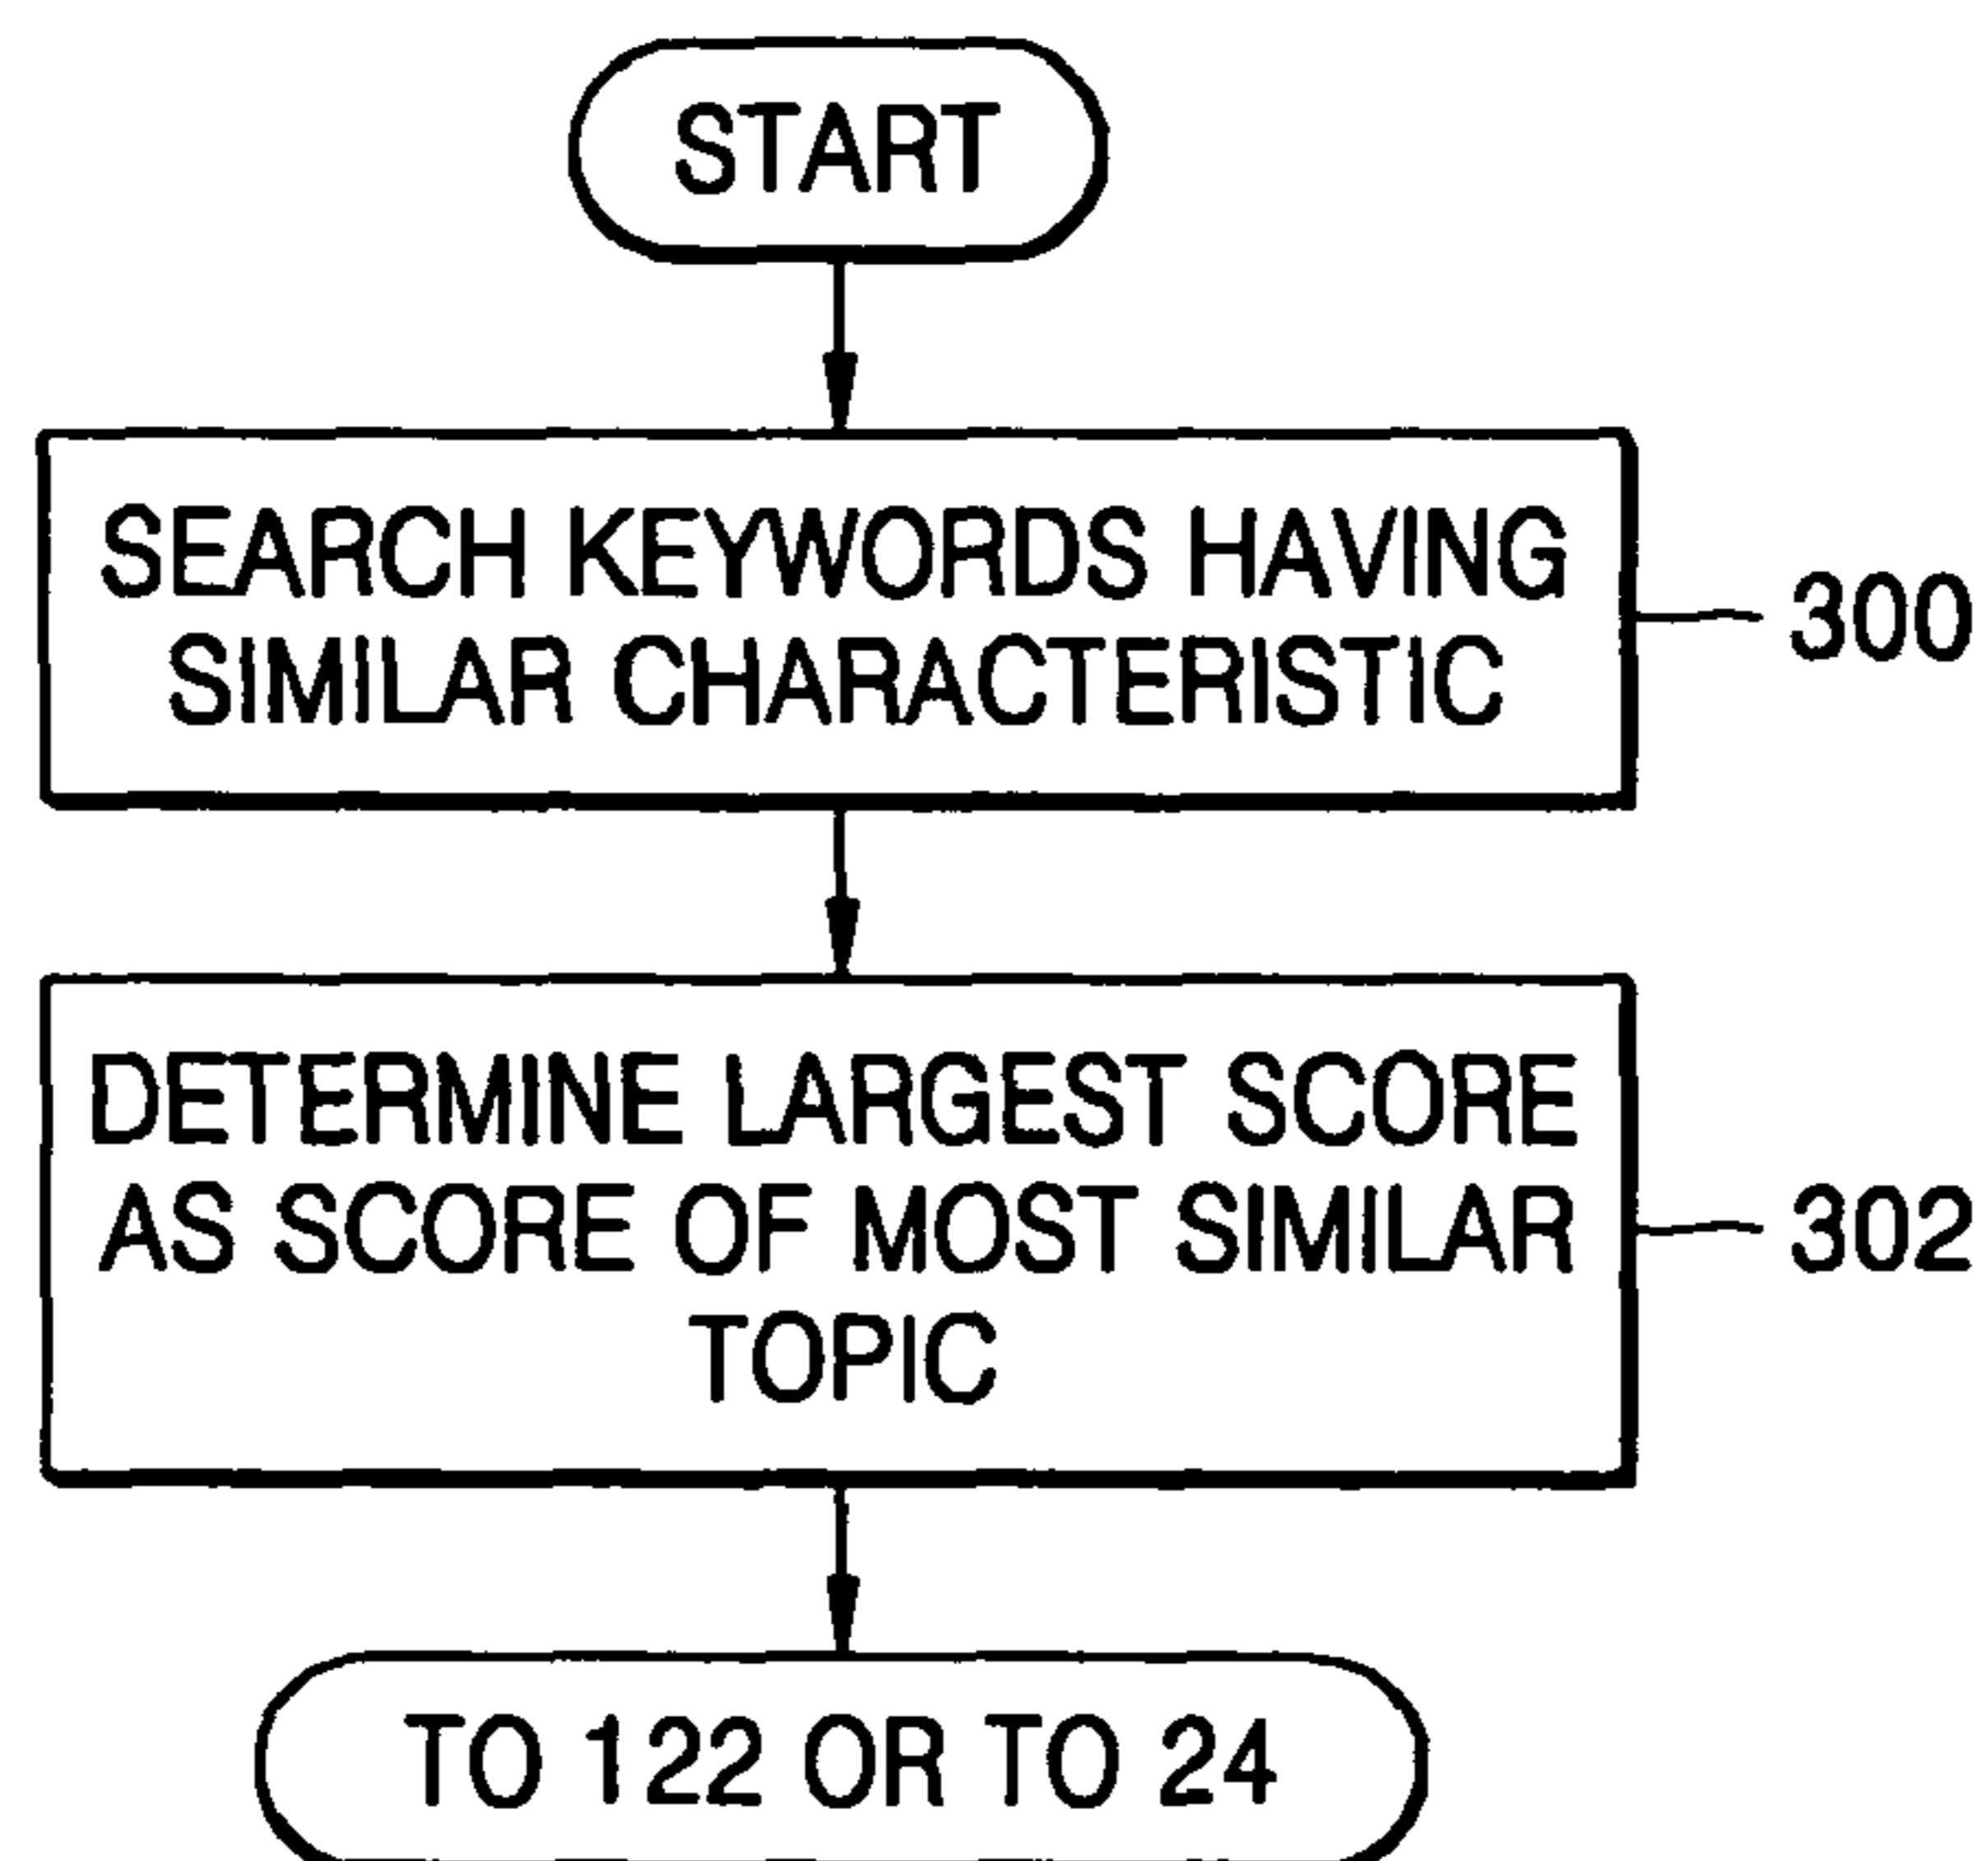 START
SEARCH KEYWORDS HAVING
SIMILAR CHARACTERISTIC
300
DETERMINE LARGEST SCORE
AS SCORE OF MOST SIMILAR
TOPIC
302
TO 122 OR TO 24